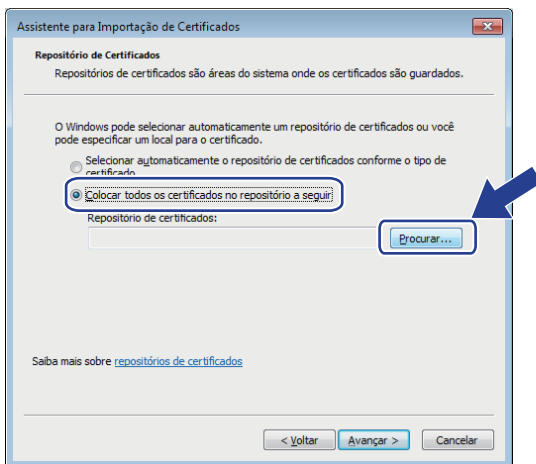 Assistente para Importação de Certificados
Repositório de Certificados
Repositórios de certificados são áreas do sistema onde os certificados são guardados.
O Windows pode selecionar automaticamente um repositório de certificados ou você
pode especificar um local para o certificado.
Selecionar automaticamente o repositório de certificados conforme o tipo de
certificado
Colocar todos os certificados no repositório a seguir
Repositório de certificados:
Procurar...
Saiba mais sobre repositórios de certificados
< Voltar Avançar > Cancelar